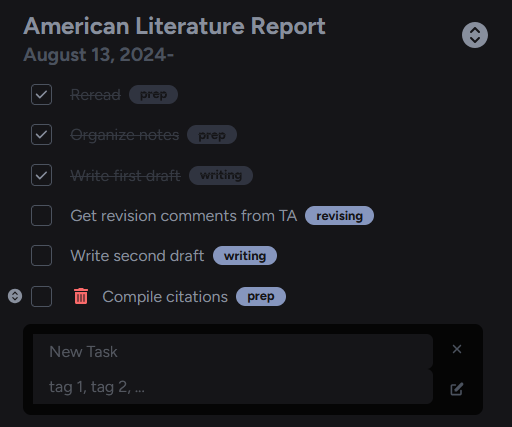 American Literature Report
August 13, 2024-
Reread prep
Organize notes prep
Write first draft writing
Get revision comments from TA revising
Write second draft writing
Compile citations prep
New Task
tag 1, tag 2, ...